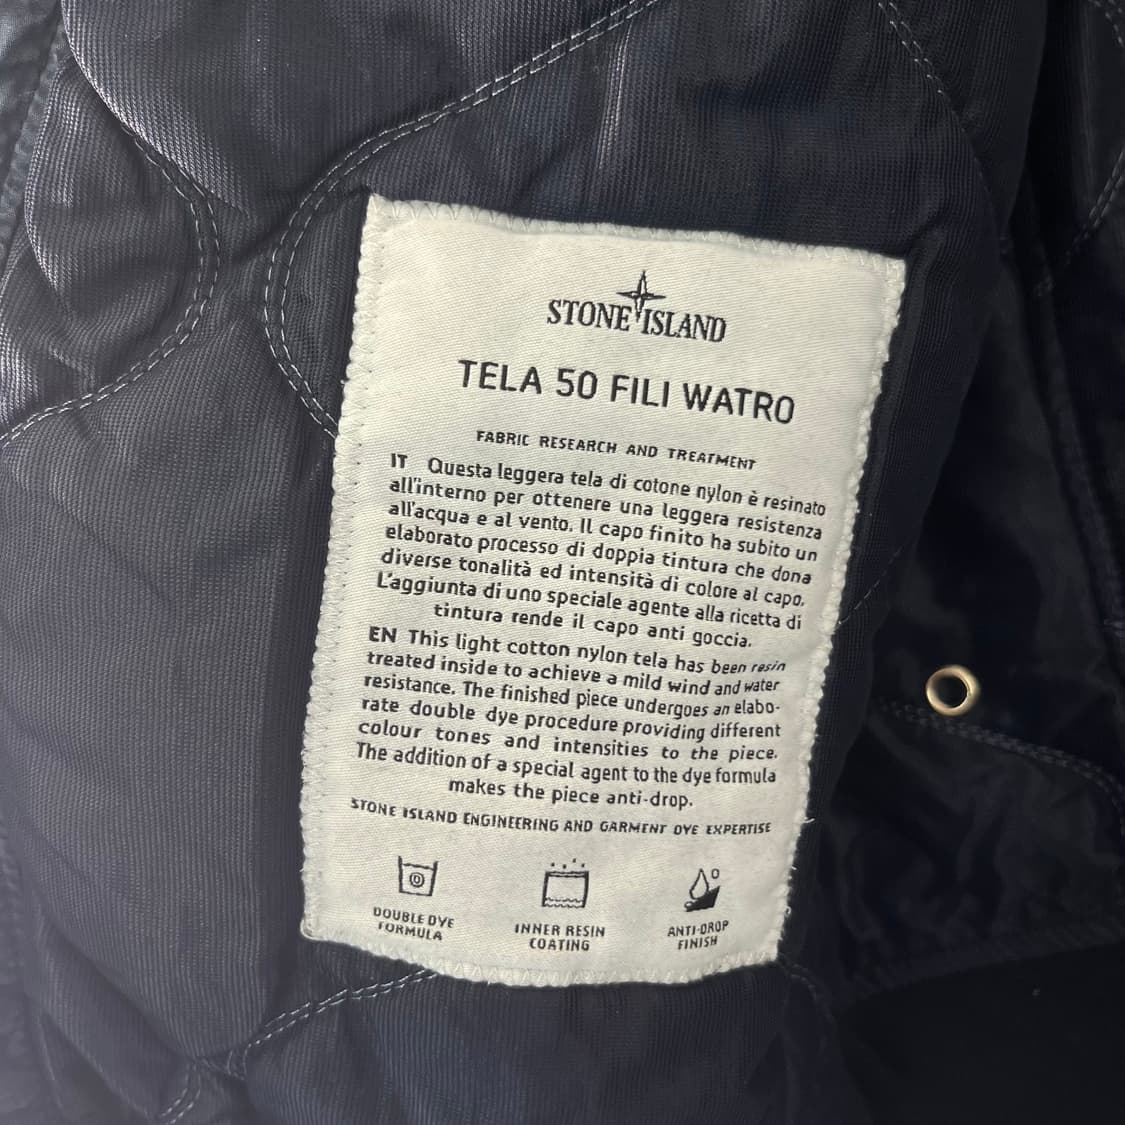 STONE ISLAND
TELA 50 FILI WATRO
FABRIC RESEARCH AND TREATMENT
IT Questa leggera tela di cotone nylon è resinato
all'interno per ottenere una leggera resistenza
all'acqua e al vento. Il capo finito ha subito un
elaborato processo di doppia tintura che dona
diverse tonalità ed intensità di colore al capo.
L'aggiunta di uno speciale agente alla ricetta di
tintura rende il capo anti goccia.
EN This light cotton nylon tela has been resin
treated inside to achieve a mild wind and water
resistance. The finished piece undergoes an elabo-
rate double dye procedure providing different
colour tones and intensities to the piece.
The addition of a special agent to the dye formula
makes the piece anti-drop.
STONE ISLAND ENGINEERING AND GARMENT DYE EXPERTISE
DOUBLE DYE
FORMULA
INNER RESIN
COATING
ANTI-DROP
FINISH